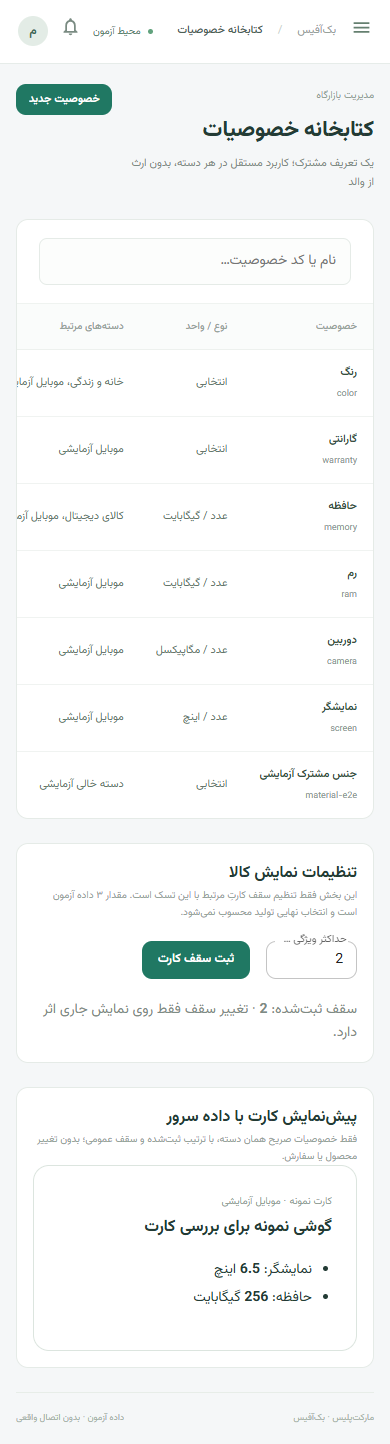 بک‌آفیس / کتابخانه خصوصیات
محیط آزمون
م
مدیریت بازارگاه
کتابخانه خصوصیات
خصوصیت جدید
یک تعریف مشترک؛ کاربرد مستقل در هر دسته، بدون ارث
از والد
نام یا کد خصوصیت...
خصوصیت نوع / واحد دسته‌های مرتبط
رنگ انتخابی خانه و زندگی، موبایل
color
گارانتی انتخابی موبایل آزمایشی
warranty
حافظه عدد / گیگابایت کالای دیجیتال، موبایل
memory
رم عدد / گیگابایت موبایل آزمایشی
ram
دوربین عدد / مگاپیکسل موبایل آزمایشی
camera
نمایشگر عدد / اینچ موبایل آزمایشی
screen
جنس مشترک آزمایشی انتخابی دسته خالی آزمایشی
material-e2e
تنظیمات نمایش کالا
این بخش فقط تنظیم سقف کارت مرتبط با این تسک است. مقدار ۳ داده آزمون
است و انتخاب نهایی تولید محسوب نمی‌شود.
حداکثر ویژگی ...
2
ثبت سقف کارت
سقف ثبت‌شده: 2 · تغییر سقف فقط روی نمایش جاری اثر
دارد.
پیش‌نمایش کارت با داده سرور
فقط خصوصیات صریح همان دسته، با ترتیب ثبت‌شده و سقف عمومی؛ بدون تغییر
محصول یا سفارش.
کارت نمونه · موبایل آزمایشی
گوشی نمونه برای بررسی کارت
• نمایشگر: 6.5 اینچ
• حافظه: 256 گیگابایت
مارکت‌پلیس · بک‌آفیس
داده آزمون · بدون اتصال واقعی